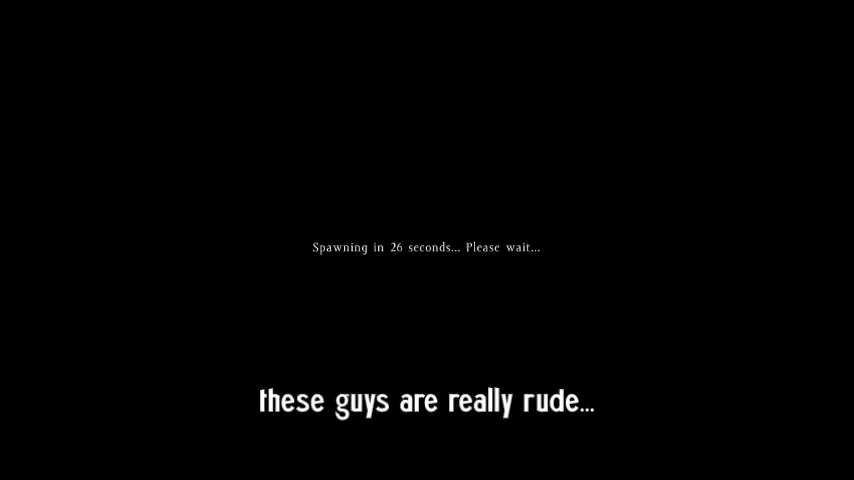 Spawning in 26 seconds... Please wait...
these guys are really rude...